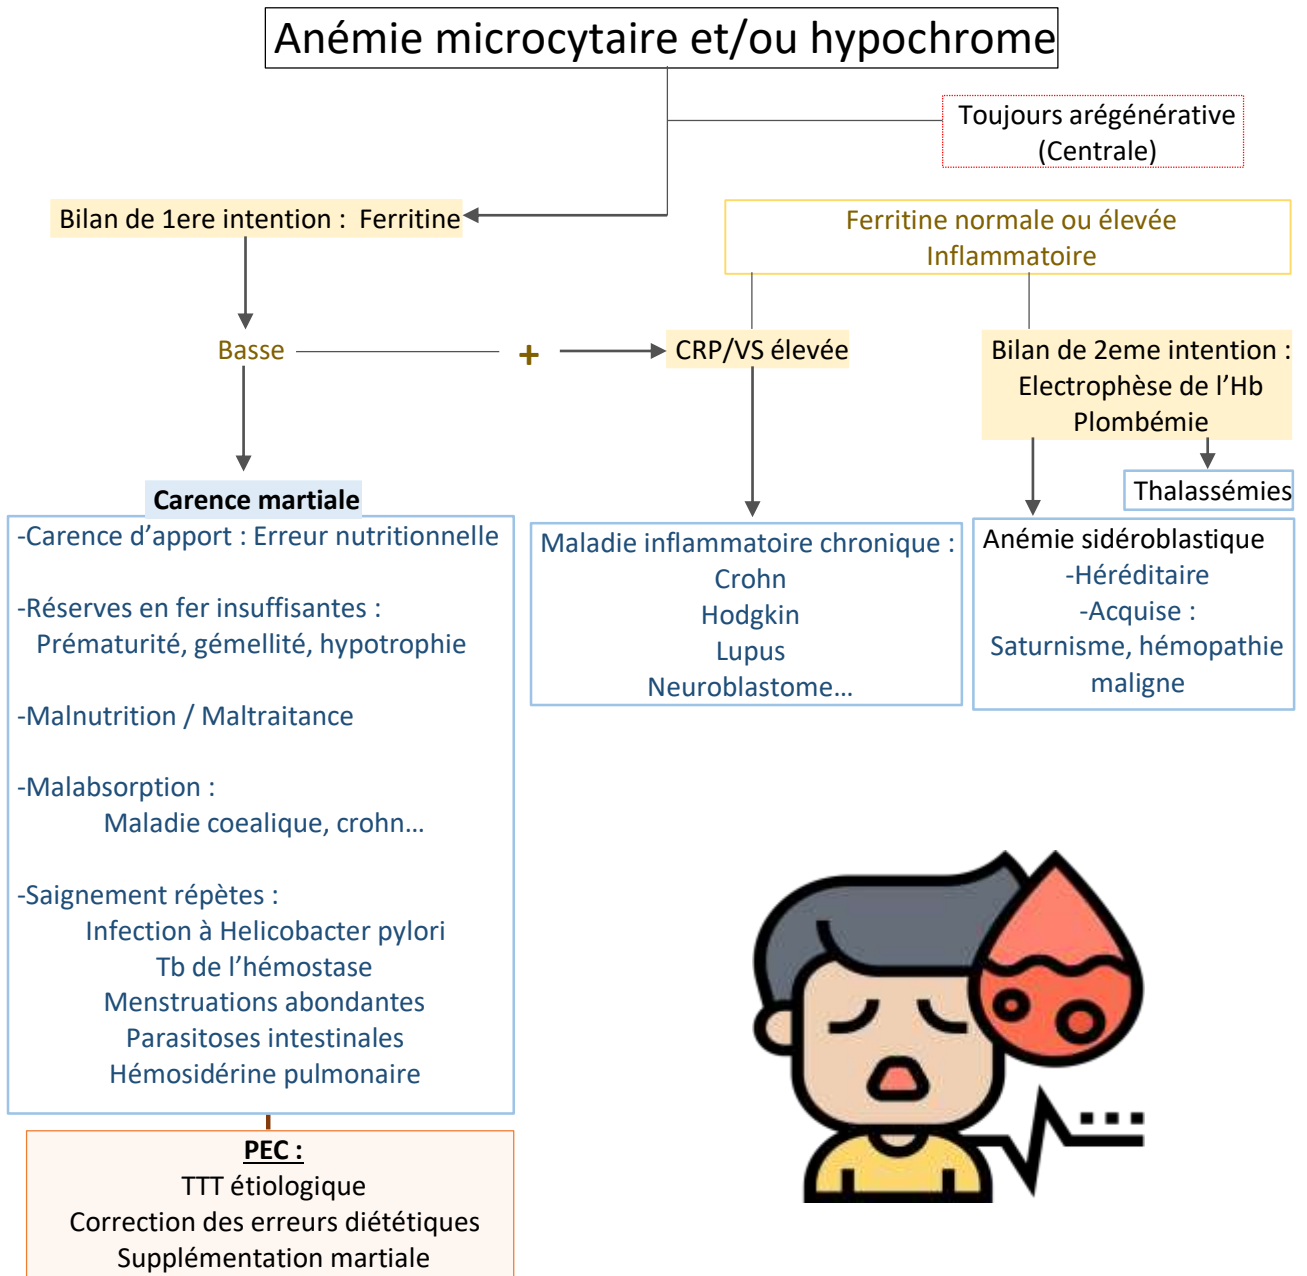 Anémie microcytaire et/ou hypochrome
Toujours arégénérative
(Centrale)
Bilan de 1ere intention : Ferritine
Ferritine normale ou élevée
Inflammatoire
Basse
+
CRP/VS élevée
Bilan de 2eme intention :
Electrophèse de l'Hb
Plombémie
Thalassémies
Carence martiale
-Carence d'apport : Erreur nutritionnelle
-Réserves en fer insuffisantes :
Prématurité, gémellité, hypotrophie
-Malnutrition / Maltraitance
-Malabsorption :
Maladie coealique, crohn…
-Saignement répètes :
Infection à Helicobacter pylori
Tb de l'hémostase
Menstruations abondantes
Parasitoses intestinales
Hémosidérine pulmonaire
Maladie inflammatoire chronique :
Crohn
Hodgkin
Lupus
Neuroblastome…
Anémie sidéroblastique
-Héréditaire
-Acquise :
Saturnisme, hémopathie
maligne
PEC :
TTT étiologique
Correction des erreurs diététiques
Supplémentation martiale